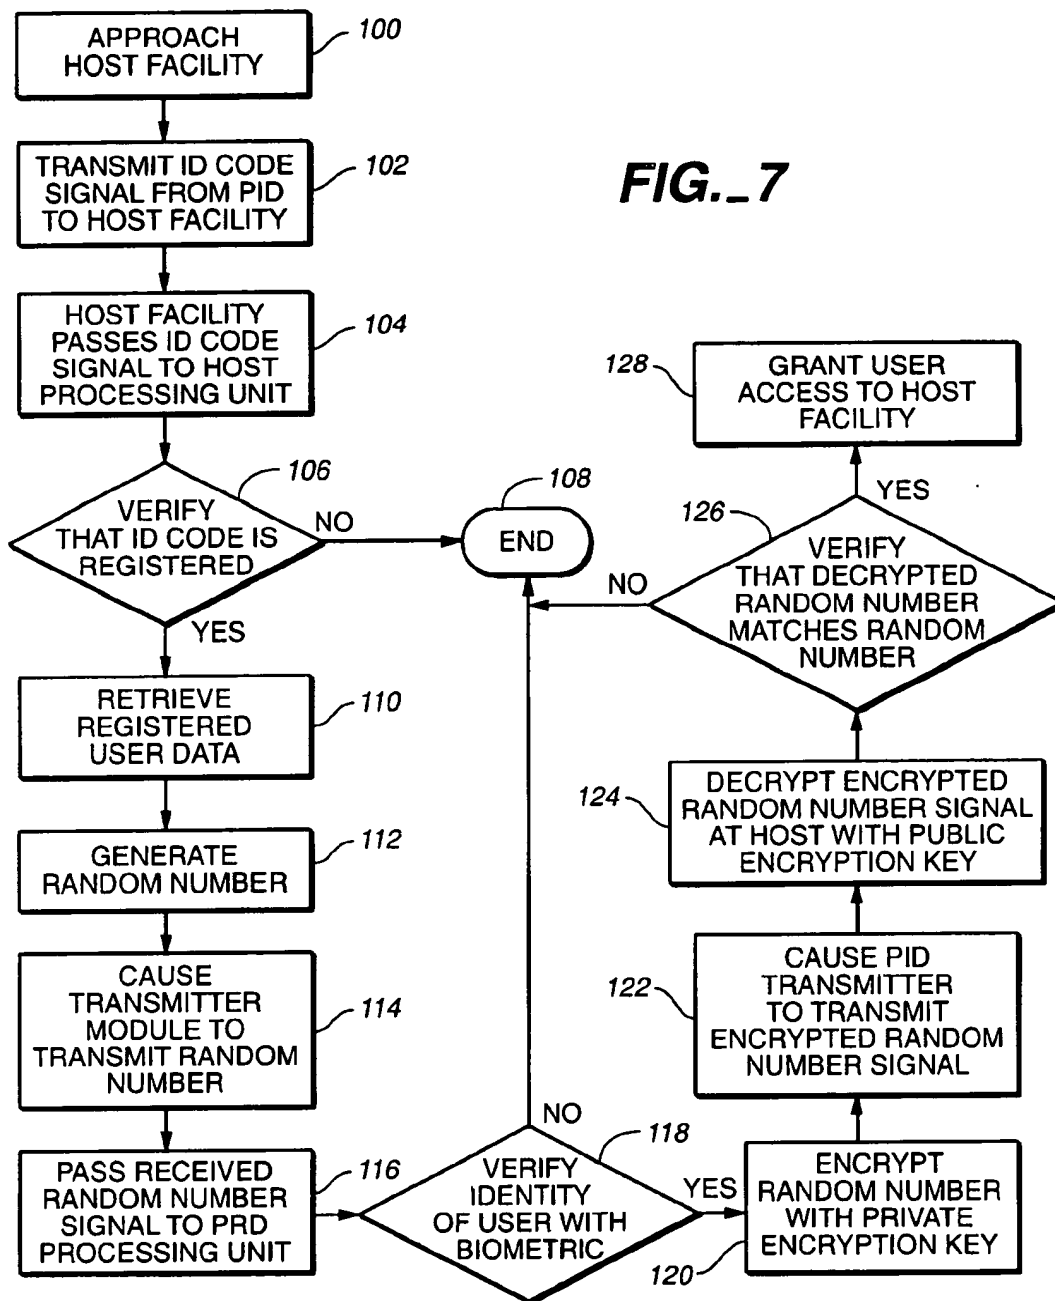 APPROACH
HOST FACILITY
100
TRANSMIT ID CODE
SIGNAL FROM PID
TO HOST FACILITY
102
FIG._7
HOST FACILITY
PASSES ID CODE
SIGNAL TO HOST
PROCESSING UNIT
104
VERIFY
THAT ID CODE IS
REGISTERED
106
NO
YES
END
108
RETRIEVE
REGISTERED
USER DATA
110
GENERATE
RANDOM NUMBER
112
CAUSE
TRANSMITTER
MODULE TO
TRANSMIT RANDOM
NUMBER
114
PASS RECEIVED
RANDOM NUMBER
SIGNAL TO PRD
PROCESSING UNIT
116
VERIFY
IDENTITY
OF USER WITH
BIOMETRIC
118
NO
YES
ENCRYPT
RANDOM NUMBER
WITH PRIVATE
ENCRYPTION KEY
120
CAUSE PID
TRANSMITTER
TO TRANSMIT
ENCRYPTED RANDOM
NUMBER SIGNAL
122
DECRYPT ENCRYPTED
RANDOM NUMBER SIGNAL
AT HOST WITH PUBLIC
ENCRYPTION KEY
124
VERIFY
THAT DECRYPTED
RANDOM NUMBER
MATCHES RANDOM
NUMBER
126
NO
YES
GRANT USER
ACCESS TO HOST
FACILITY
128